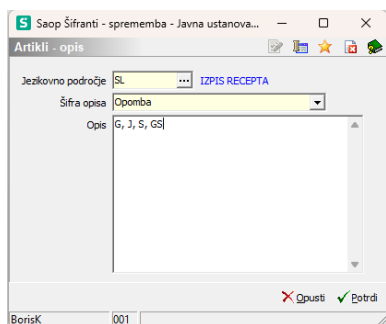 Saop Šifranti - sprememba - Javna ustanova...
Artikli - opis
Jezikovno področje SL ... IZPIS RECEPTA
Šifra opisa Opomba
Opis G, J, S, GS
Opusti Potrdi
BorisK 001